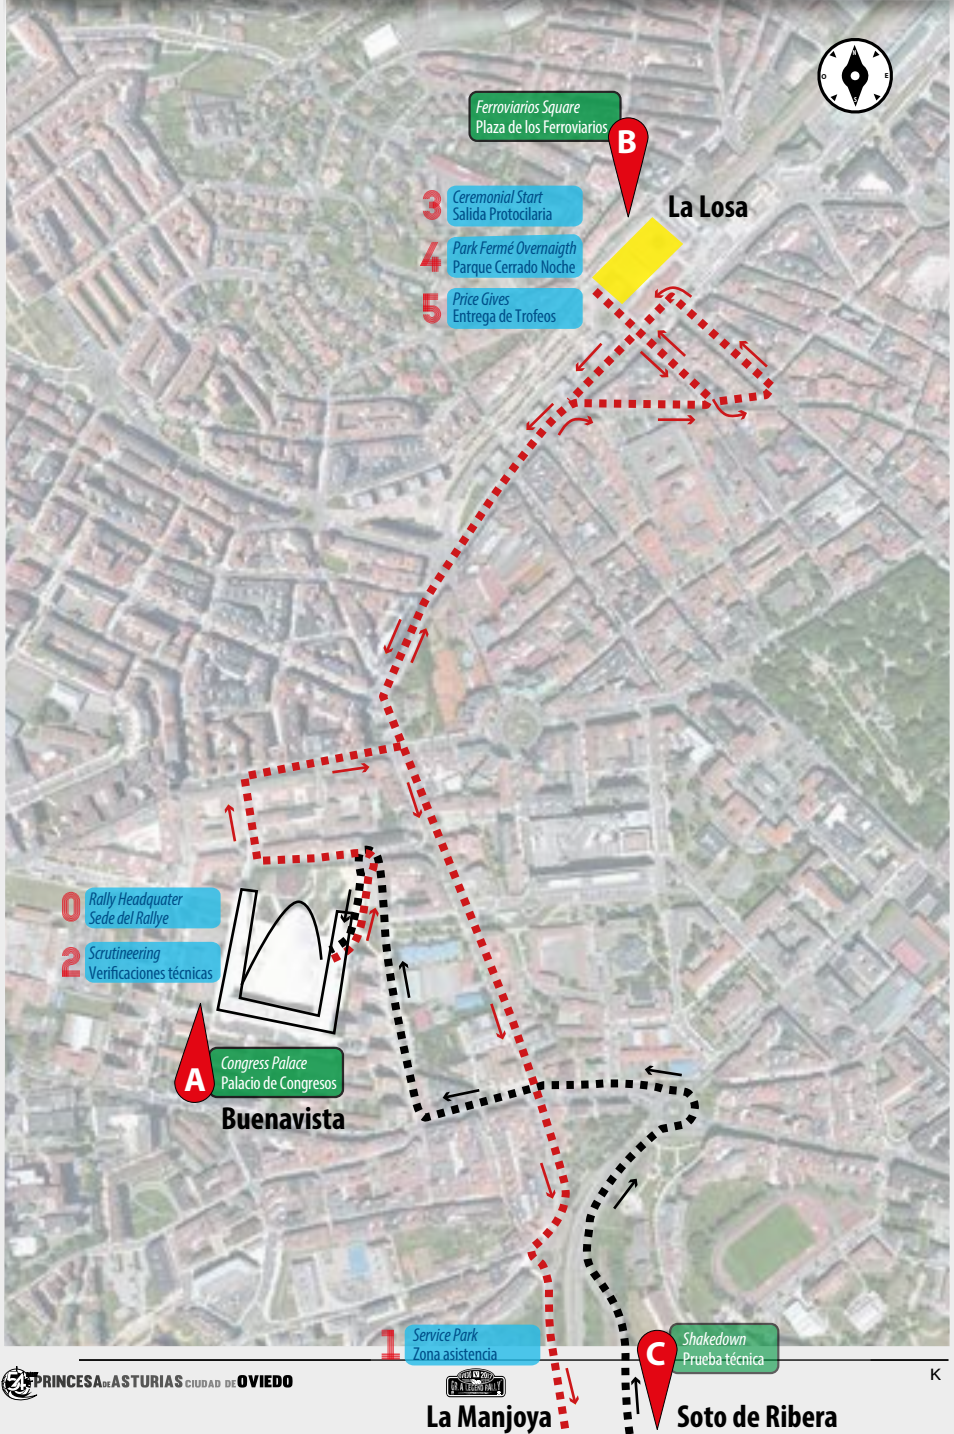 N
O
E
S
Ferroviarios Square
Plaza de los Ferroviarios
B
La Losa
3
Ceremonial Start
Salida Protocilaria
4
Park Fermé Overnaigth
Parque Cerrado Noche
5
Price Gives
Entrega de Trofeos
0
Rally Headquater
Sede del Rallye
2
Scrutineering
Verificaciones técnicas
A
Congress Palace
Palacio de Congresos
Buenavista
1
Service Park
Zona asistencia
C
Shakedown
Prueba técnica
PRINCESA DE ASTURIAS CIUDAD DE OVIEDO
K
La Manjoya
Soto de Ribera